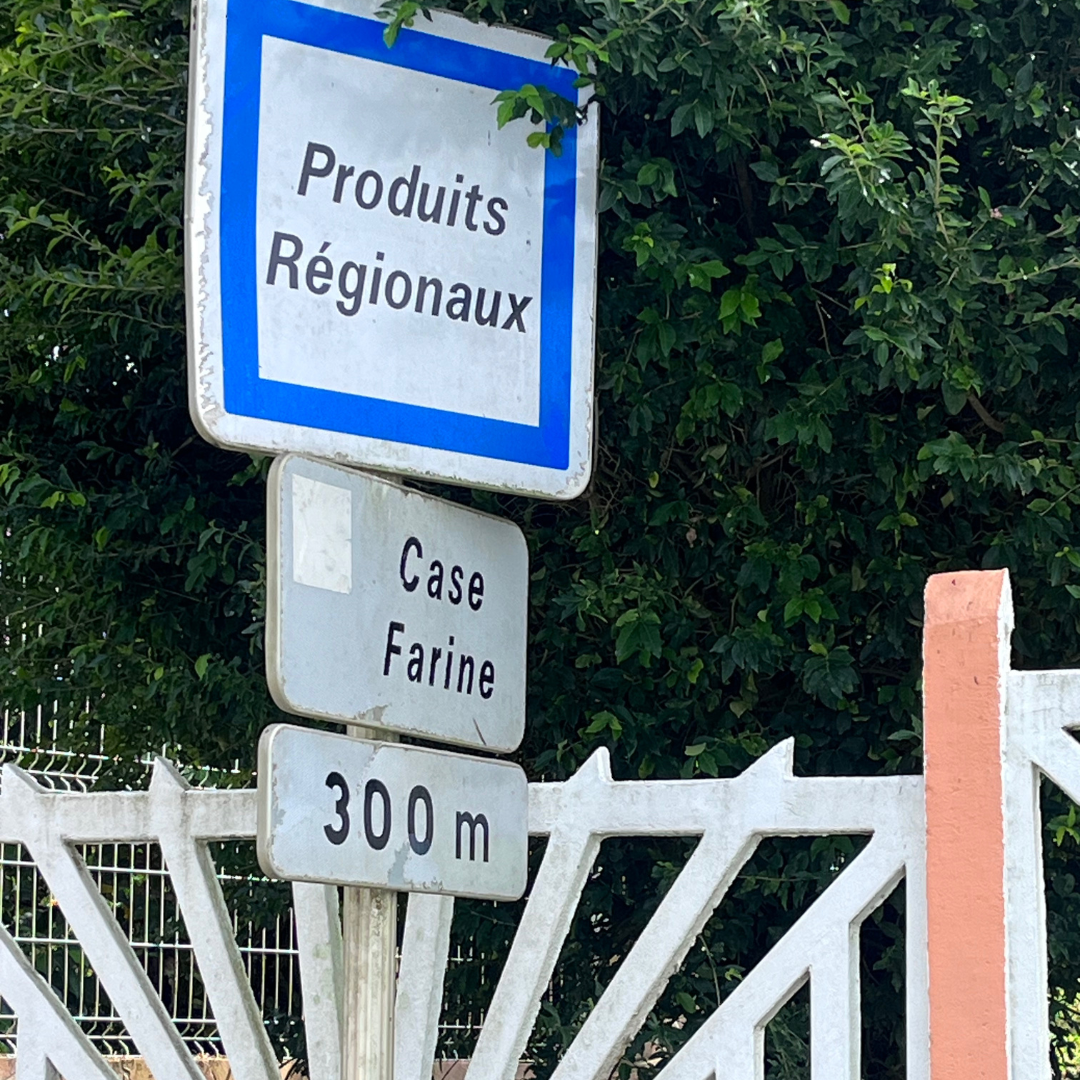 Produits
Régionaux
Case
Farine
300 m